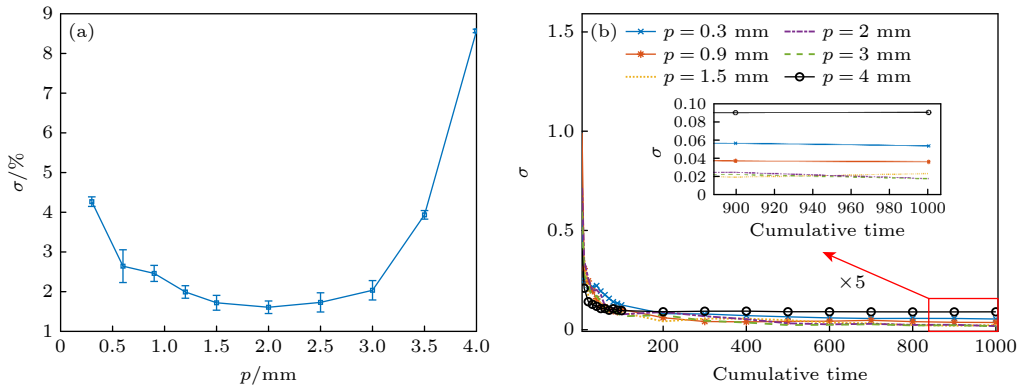 (a)
9
8
7
6
5
4
3
2
1
σ/%
0 0.5 1.0 1.5 2.0 2.5 3.0 3.5 4.0
p/mm
(b)
p = 0.3 mm p = 2 mm
p = 0.9 mm p = 3 mm
p = 1.5 mm p = 4 mm
1.5
1.0
0.5
0
σ
0.10
0.08
0.06
0.04
0.02
0
σ
900 920 940 960 980 1000
Cumulative time
×5
200 400 600 800 1000
Cumulative time